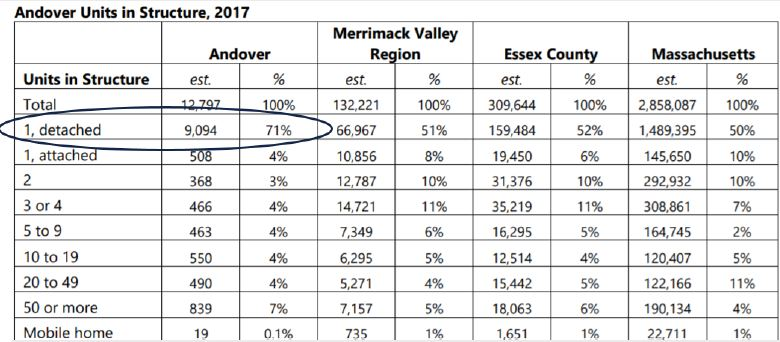 Andover Units in Structure, 2017
Andover Merrimack Valley Region Essex County Massachusetts
Units in Structure est. % est. % est. % est. %
Total 12,797 100% 132,221 100% 309,644 100% 2,858,087 100%
1, detached 9,094 71% 66,967 51% 159,484 52% 1,489,395 50%
1, attached 508 4% 10,856 8% 19,450 6% 145,650 10%
2 368 3% 12,787 10% 31,376 10% 292,932 10%
3 or 4 466 4% 14,721 11% 35,219 11% 308,861 7%
5 to 9 463 4% 7,349 6% 16,295 5% 164,745 2%
10 to 19 550 4% 6,295 5% 12,514 4% 120,407 5%
20 to 49 490 4% 5,271 4% 15,442 5% 122,166 11%
50 or more 839 7% 7,157 5% 18,063 6% 190,134 4%
Mobile home 19 0.1% 735 1% 1,651 1% 22,711 1%